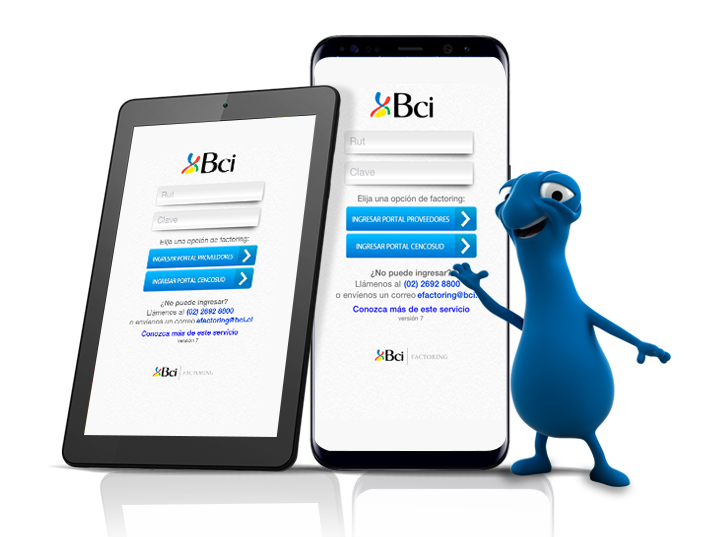 Bci
Rut
Clave
Elija una opción de factoring:
INGRESAR PORTAL PROVEEDORES
INGRESAR PORTAL CENCOSUD
¿No puede ingresar?
Llámenos al (02) 2692 8800
o envíenos un correo efactoring@bci.cl
Conozca más de este servicio
versión 7
Bci FACTORING
Bci
Rut
Clave
Elija una opción de factoring:
INGRESAR PORTAL PROVEEDORES
INGRESAR PORTAL CENCOSUD
¿No puede ingresar?
Llámenos al (02) 2692 8800
o envíenos un correo efactoring@bci.
Conozca más de este servicio
versión 7
Bci FACTORING